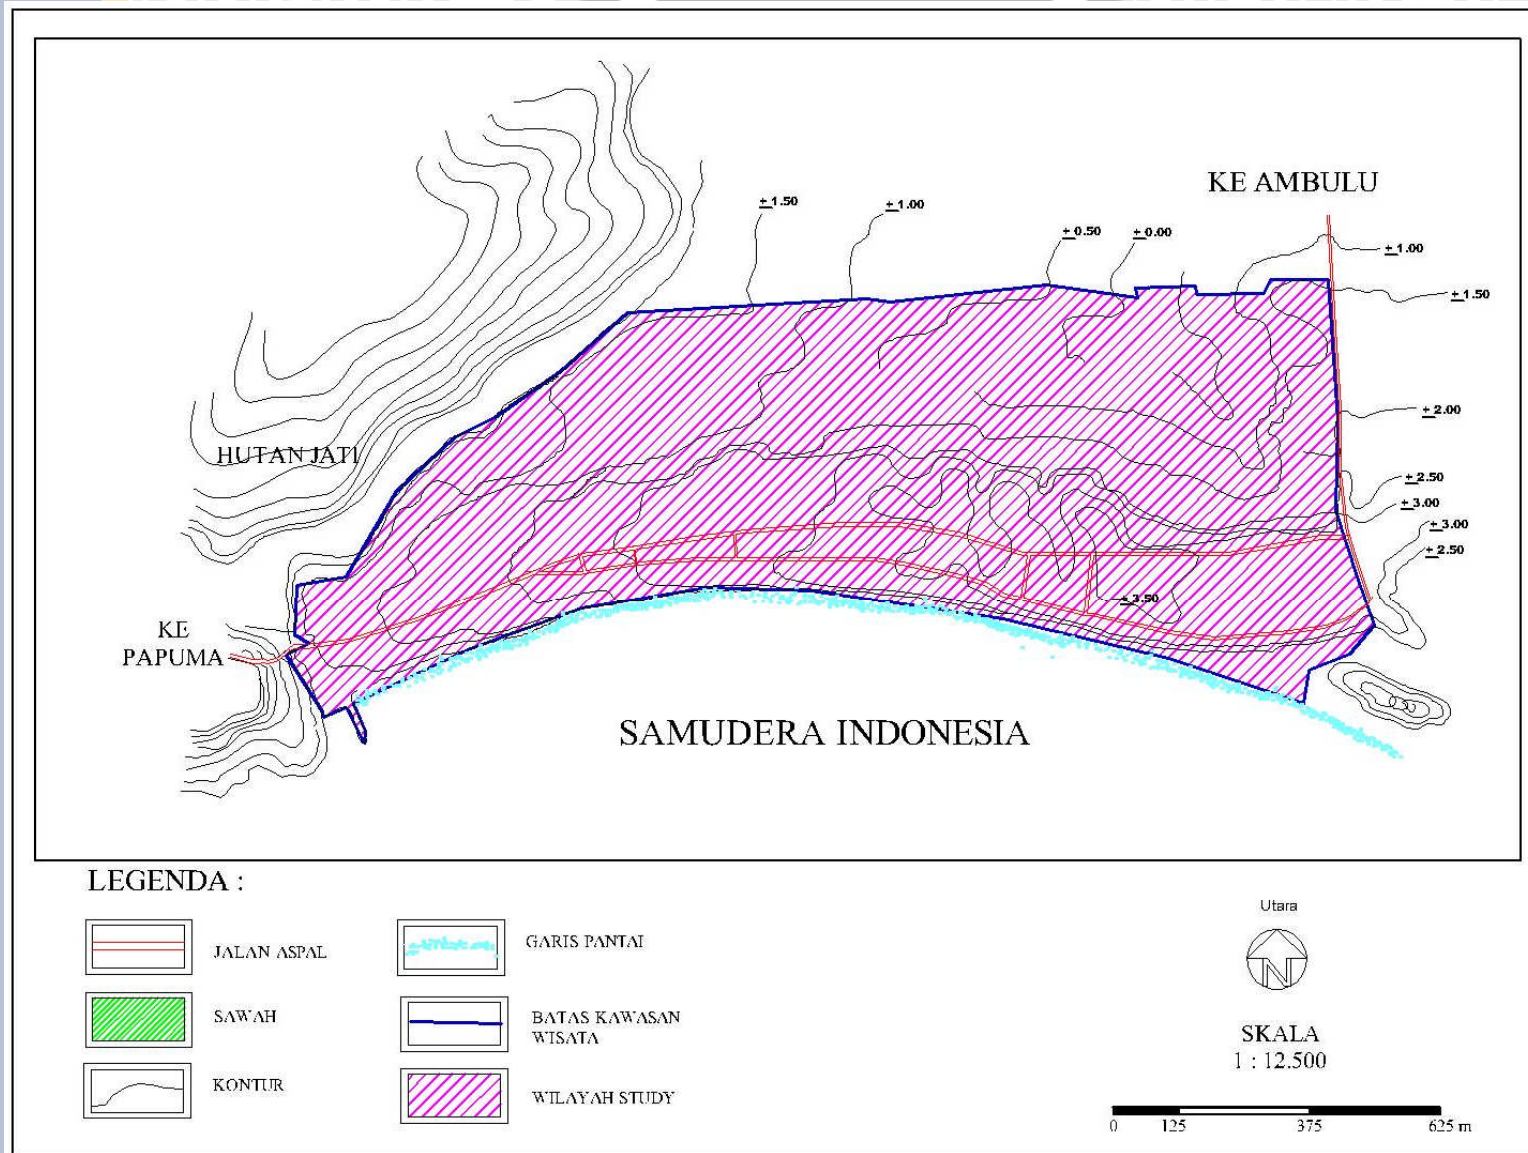 KE AMBULU
+1.50
+1.00
+0.50
+0.00
+1.00
+1.50
+2.00
+2.50
+3.00
+3.00
+2.50
+3.50
HUTAN JATI
KE
PAPUMA
SAMUDERA INDONESIA
LEGENDA :
JALAN ASPAL
SAWAH
KONTUR
GARIS PANTAI
BATAS KAWASAN
WISATA
WILAYAH STUDY
Utara
N
SKALA
1 : 12.500
0 125 375 625 m